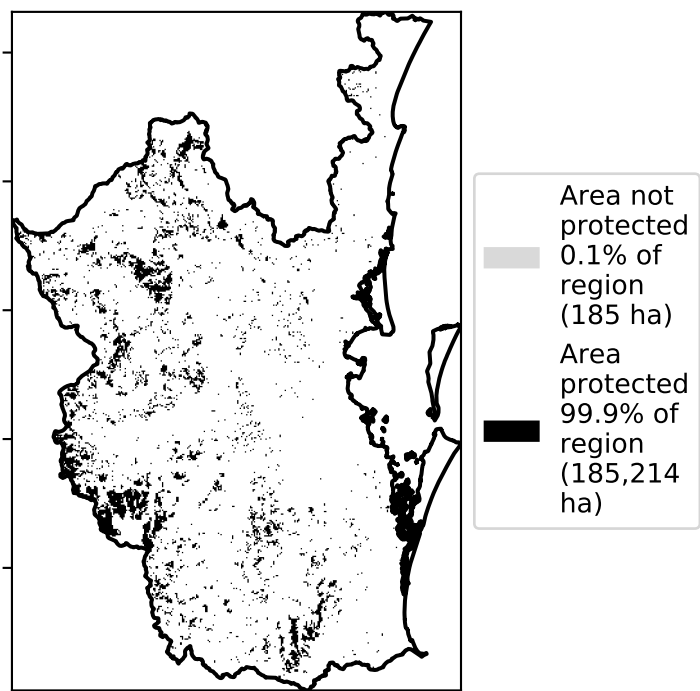 Area not
protected
0.1% of
region
(185 ha)
Area
protected
99.9% of
region
(185,214
ha)